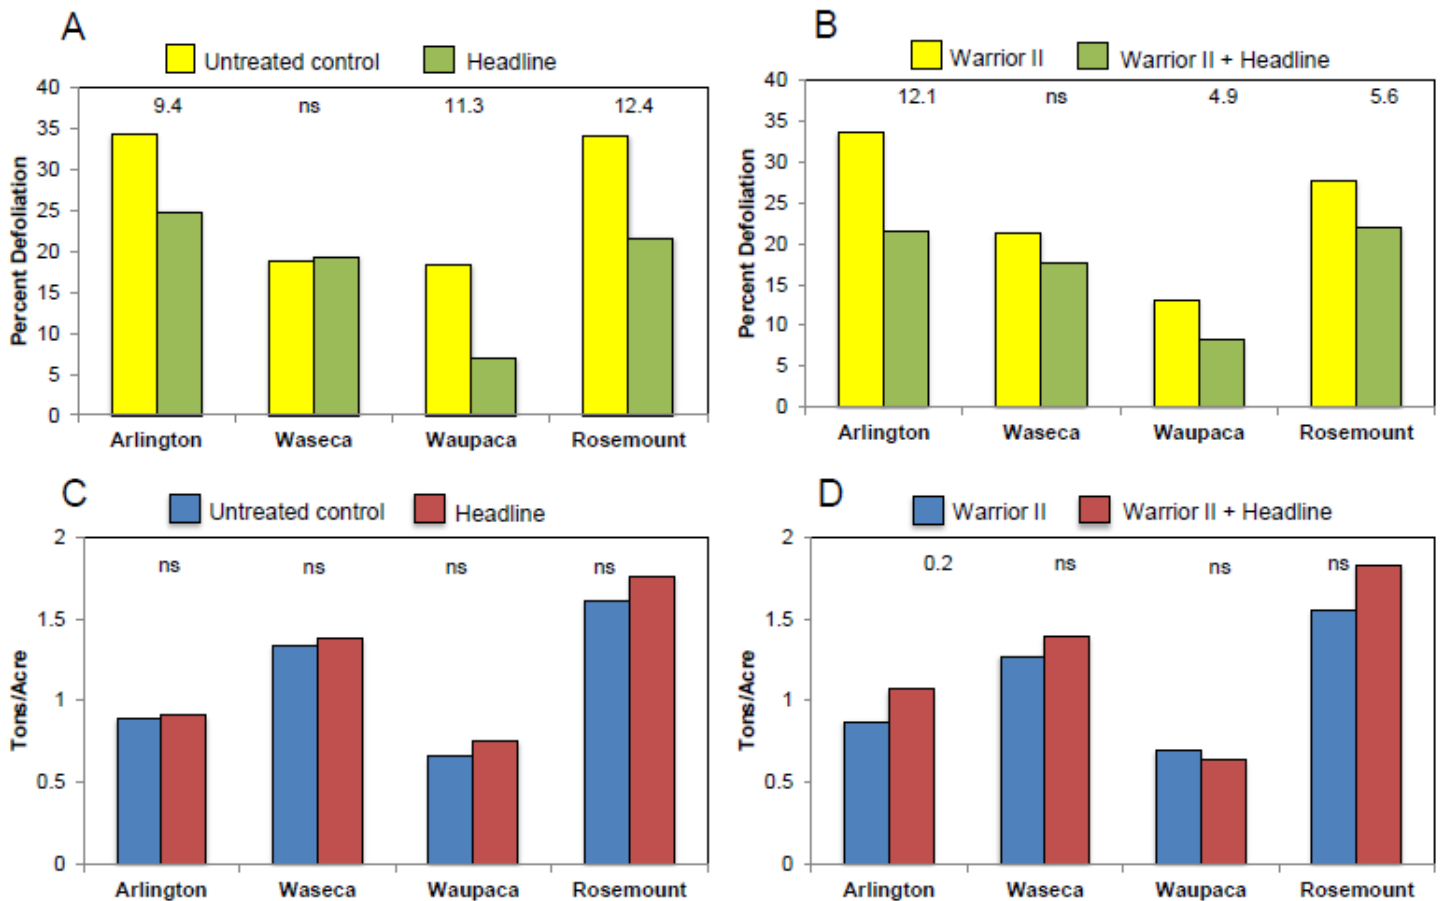 A
Untreated control
Headline
40
35
30
25
20
15
10
5
0
Percent Defoliation
9.4
ns
11.3
12.4
Arlington
Waseca
Waupaca
Rosemount
B
Warrior II
Warrior II + Headline
40
35
30
25
20
15
10
5
0
Percent Defoliation
12.1
ns
4.9
5.6
Arlington
Waseca
Waupaca
Rosemount
C
Untreated control
Headline
2
1.5
1
0.5
0
Tons/Acre
ns
ns
ns
ns
Arlington
Waseca
Waupaca
Rosemount
D
Warrior II
Warrior II + Headline
2
1.5
1
0.5
0
Tons/Acre
0.2
ns
ns
ns
Arlington
Waseca
Waupaca
Rosemount